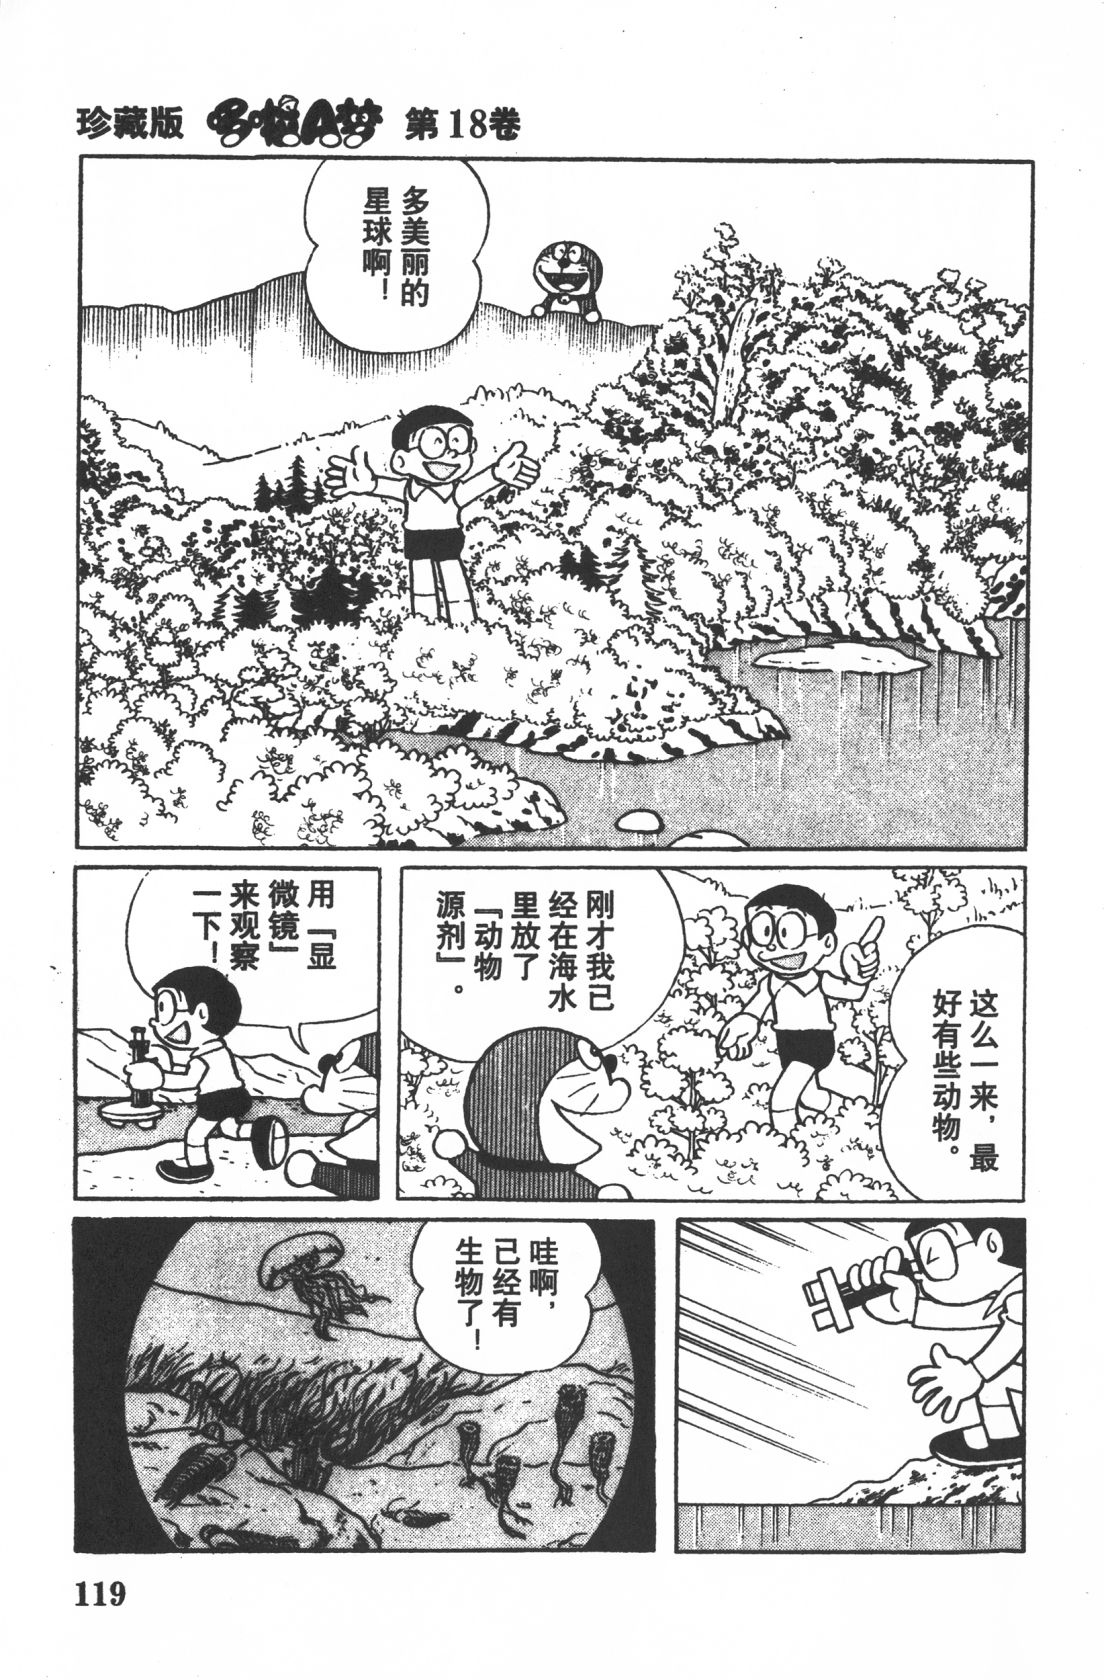 珍藏版 哆啦A梦 第18卷
多美丽的
星球啊！
这么一来，最
好有些动物。
刚才我已
经在海水
里放了
『动物
源剂』。
用『显
微镜』
来观察
一下！
哇啊，
已经有
生物了！
119